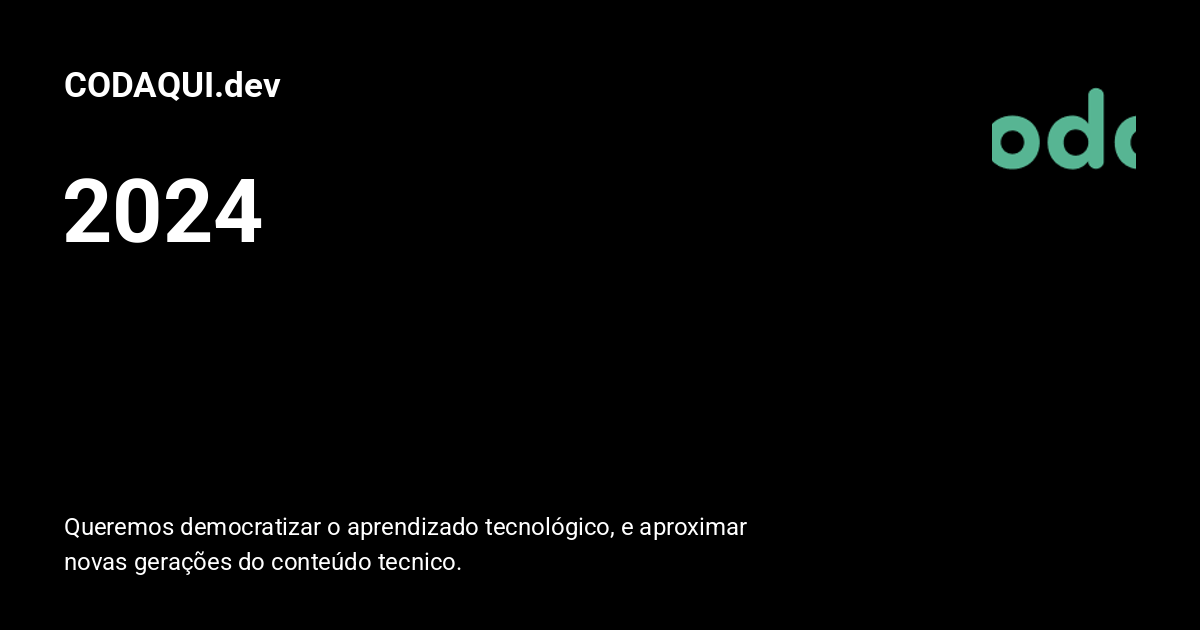 CODAQUI.dev
2024
Queremos democratizar o aprendizado tecnológico, e aproximar
novas gerações do conteúdo tecnico.